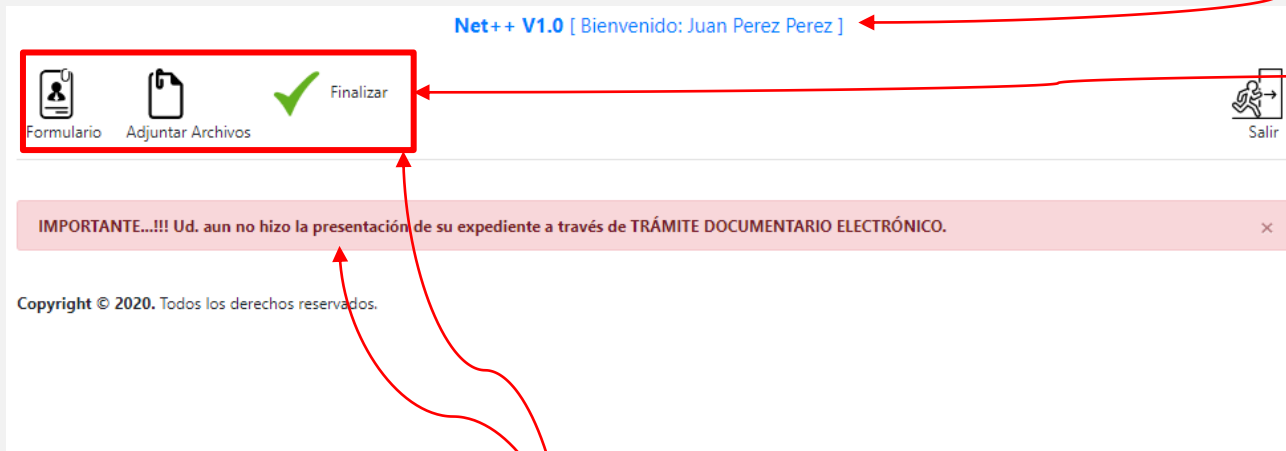 Net++ V1.0 [ Bienvenido: Juan Perez Perez ]
Finalizar
Formulario Adjuntar Archivos Salir
IMPORTANTE...!!! Ud. aun no hizo la presentación de su expediente a través de TRÁMITE DOCUMENTARIO ELECTRÓNICO. ×
Copyright © 2020. Todos los derechos reservados.